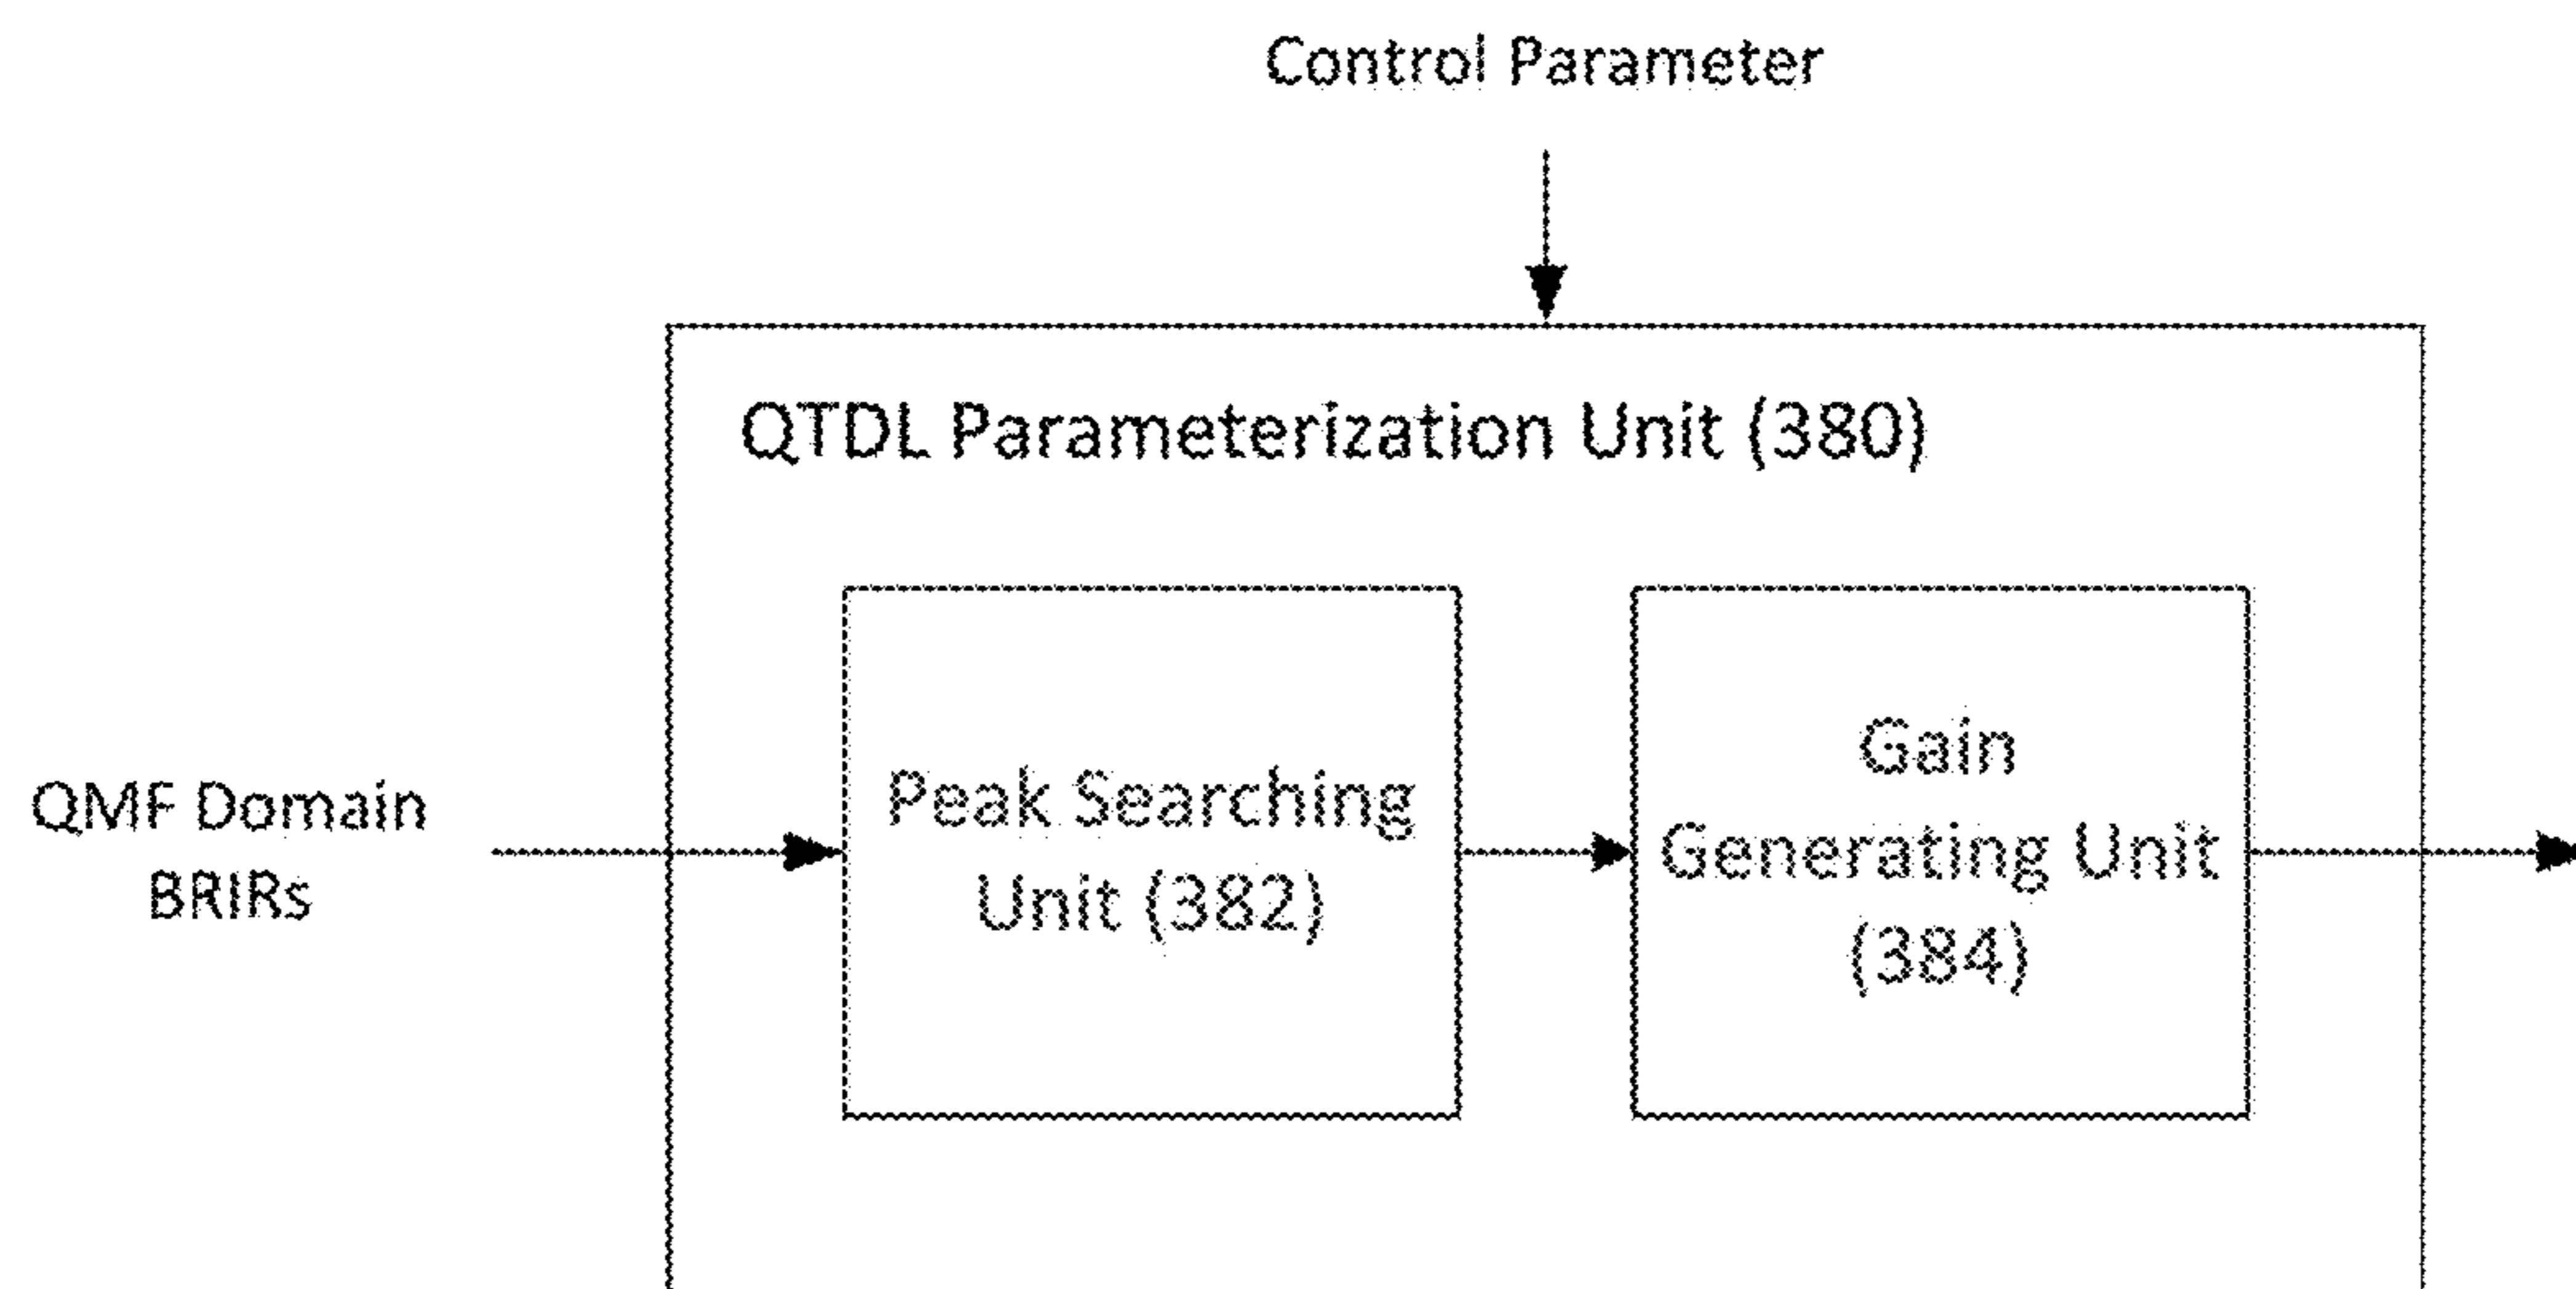 Control Parameter
QTDL Parameterization Unit (380)
QMF Domain
BRIRs
Peak Searching
Unit (382)
Gain
Generating Unit
(384)